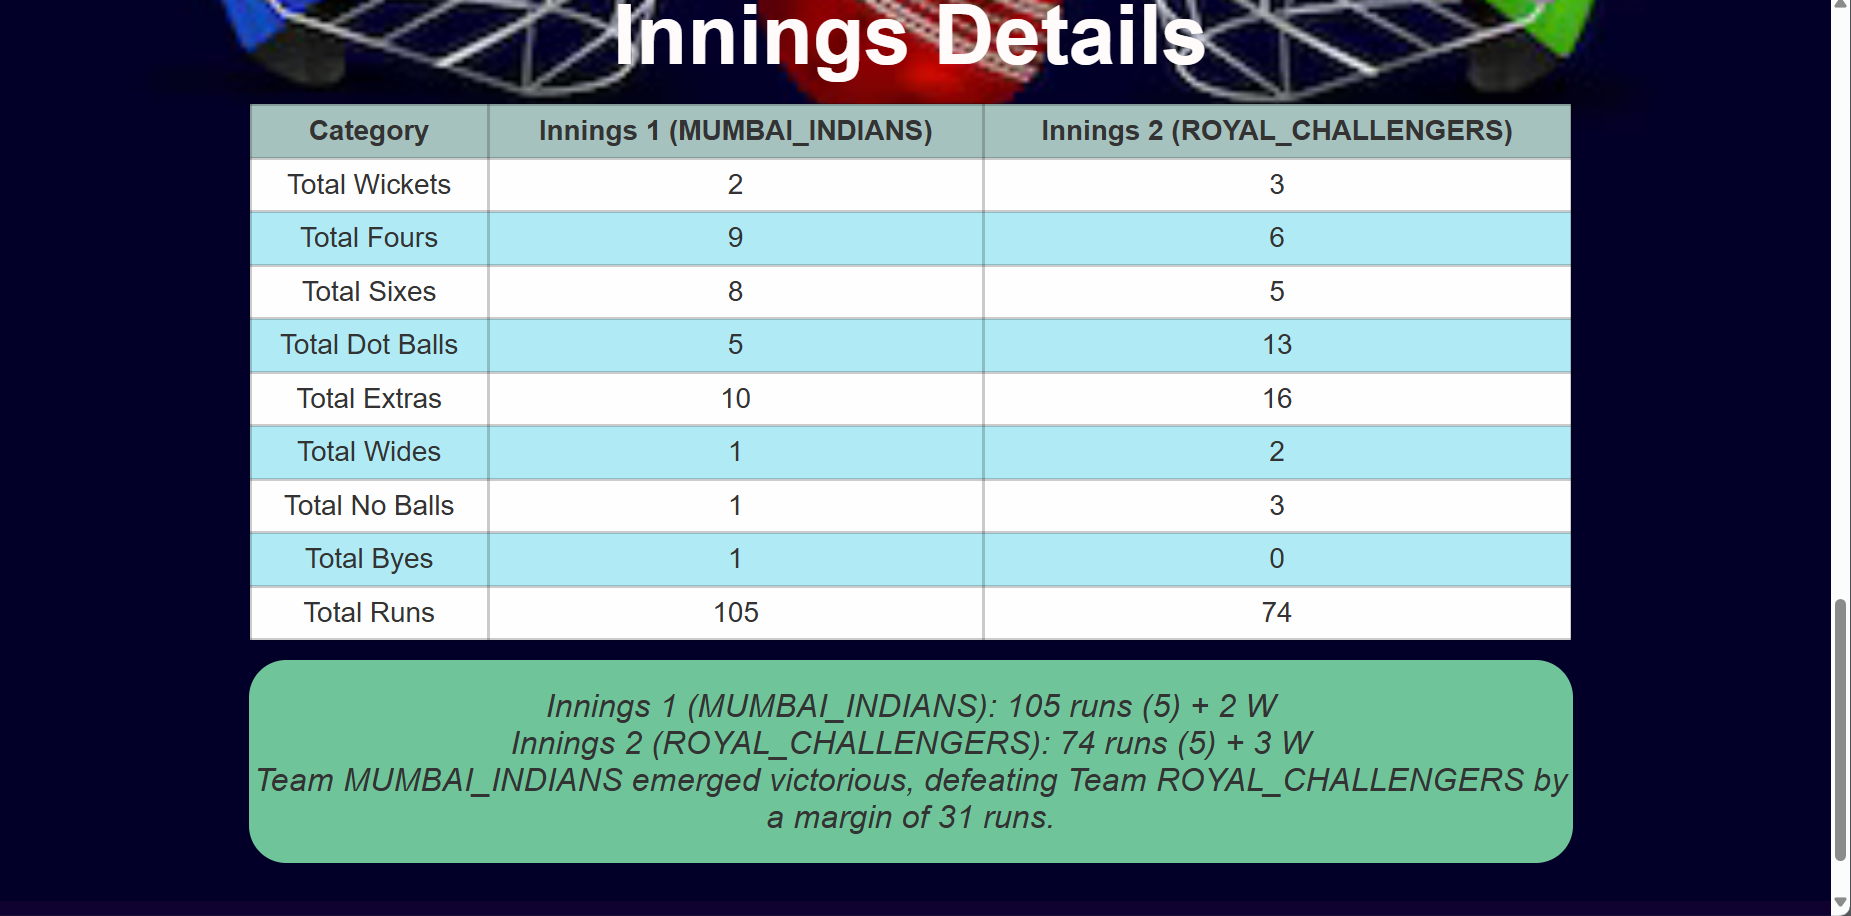 Innings Details
Category Innings 1 (MUMBAI_INDIANS) Innings 2 (ROYAL_CHALLENGERS)
Total Wickets 2 3
Total Fours 9 6
Total Sixes 8 5
Total Dot Balls 5 13
Total Extras 10 16
Total Wides 1 2
Total No Balls 1 3
Total Byes 1 0
Total Runs 105 74
Innings 1 (MUMBAI_INDIANS): 105 runs (5) + 2 W
Innings 2 (ROYAL_CHALLENGERS): 74 runs (5) + 3 W
Team MUMBAI_INDIANS emerged victorious, defeating Team ROYAL_CHALLENGERS by
a margin of 31 runs.